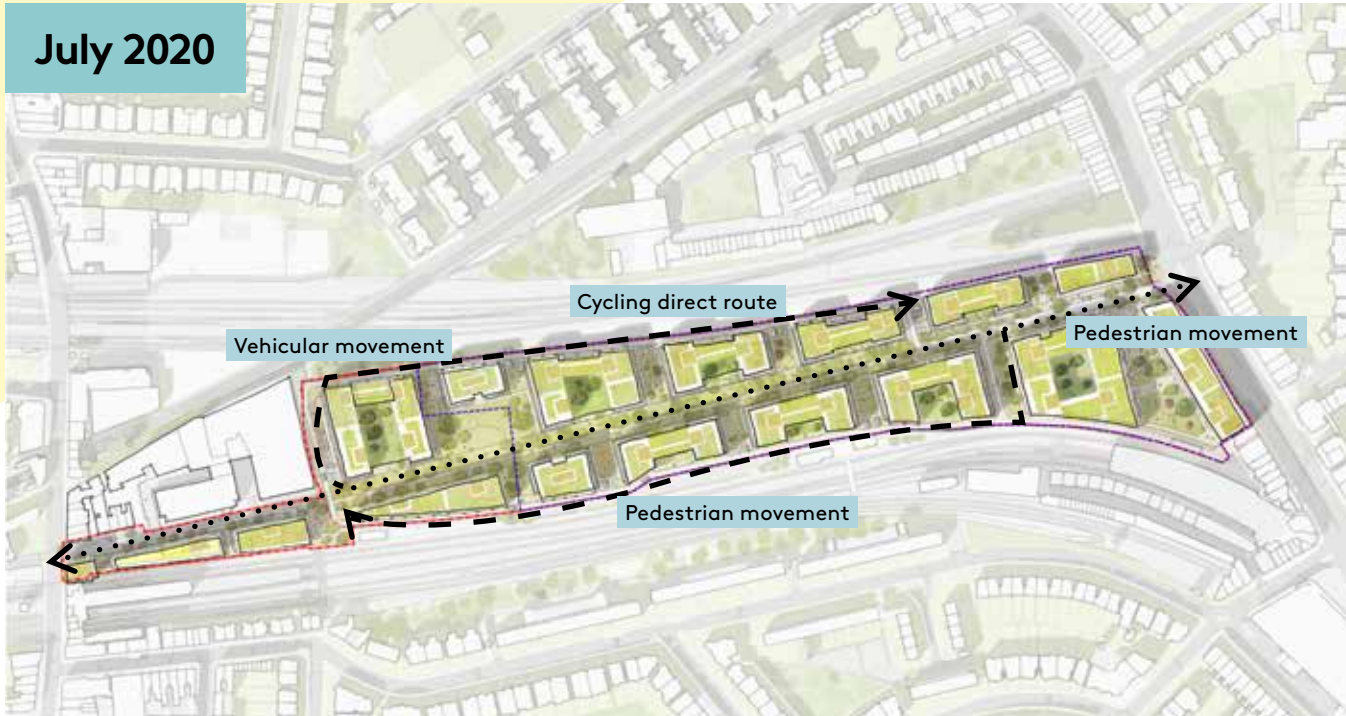 July 2020
Cycling direct route
Vehicular movement
Pedestrian movement
Pedestrian movement